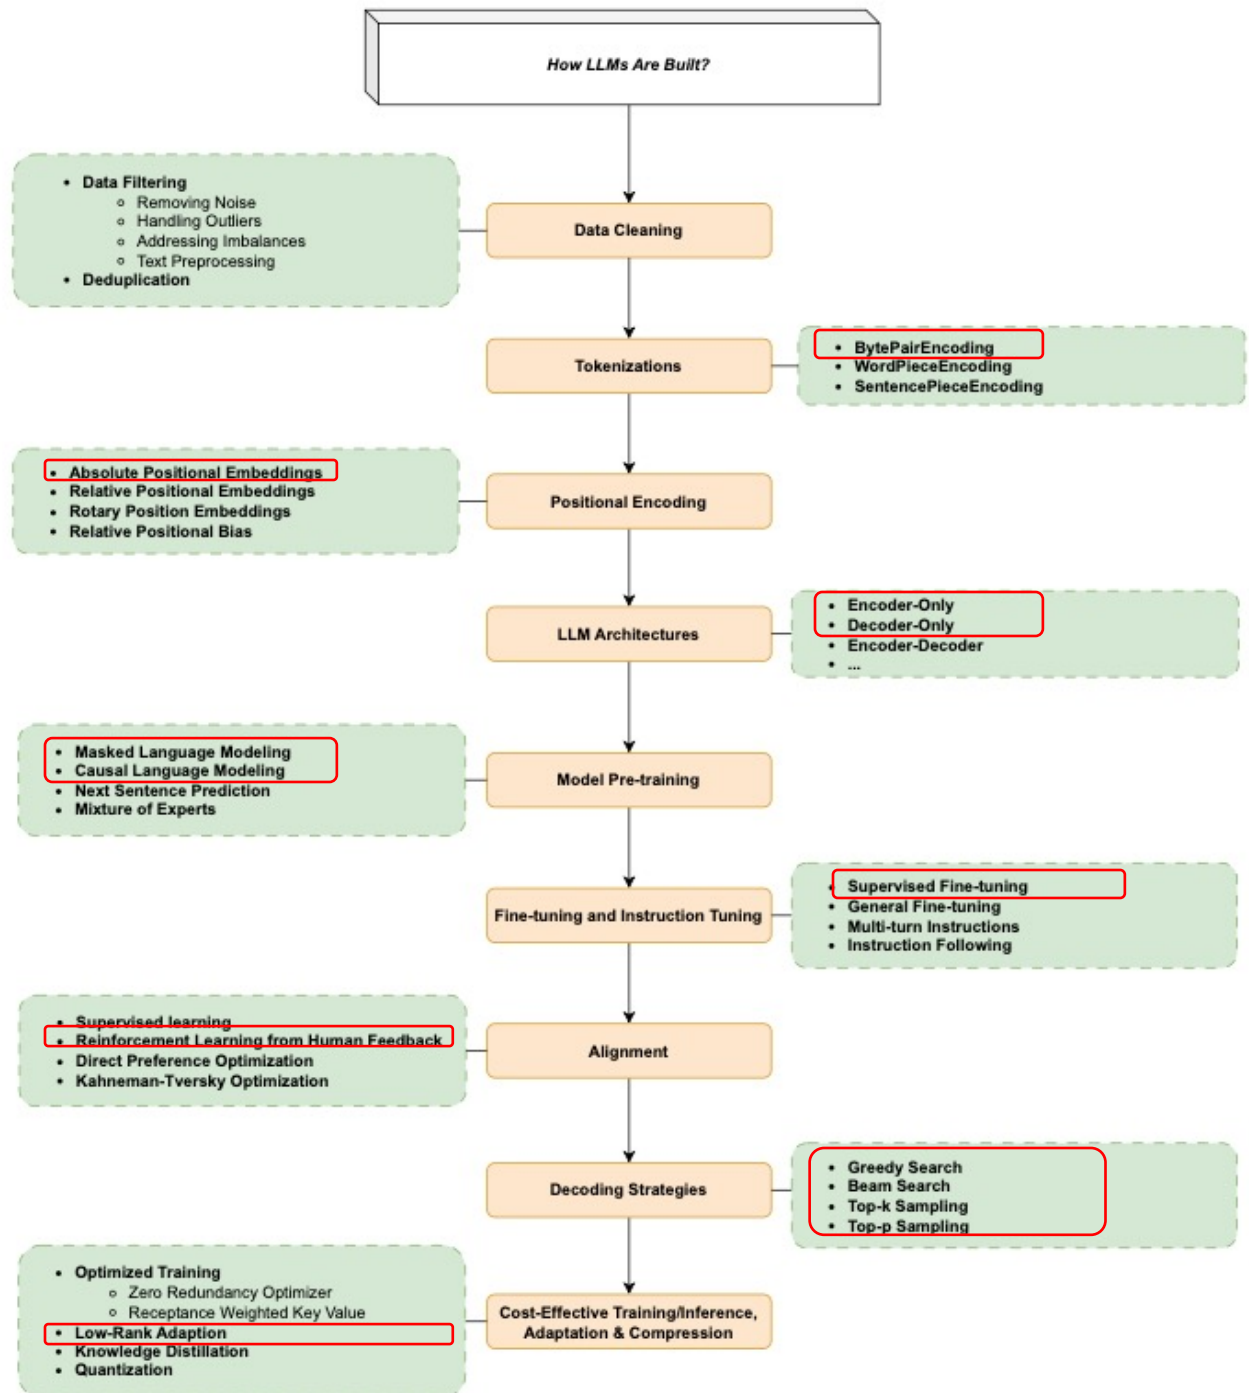 How LLMs Are Built?
Data Filtering
Removing Noise
Handling Outliers
Addressing Imbalances
Text Preprocessing
Deduplication
Data Cleaning
Tokenizations
BytePairEncoding
WordPieceEncoding
SentencePieceEncoding
Absolute Positional Embeddings
Relative Positional Embeddings
Rotary Position Embeddings
Relative Positional Bias
Positional Encoding
LLM Architectures
Encoder-Only
Decoder-Only
Encoder-Decoder
...
Masked Language Modeling
Causal Language Modeling
Next Sentence Prediction
Mixture of Experts
Model Pre-training
Fine-tuning and Instruction Tuning
Supervised Fine-tuning
General Fine-tuning
Multi-turn Instructions
Instruction Following
Supervised learning
Reinforcement Learning from Human Feedback
Direct Preference Optimization
Kahneman-Tversky Optimization
Alignment
Decoding Strategies
Greedy Search
Beam Search
Top-k Sampling
Top-p Sampling
Optimized Training
Zero Redundancy Optimizer
Receptance Weighted Key Value
Low-Rank Adaption
Knowledge Distillation
Quantization
Cost-Effective Training/Inference,
Adaptation & Compression